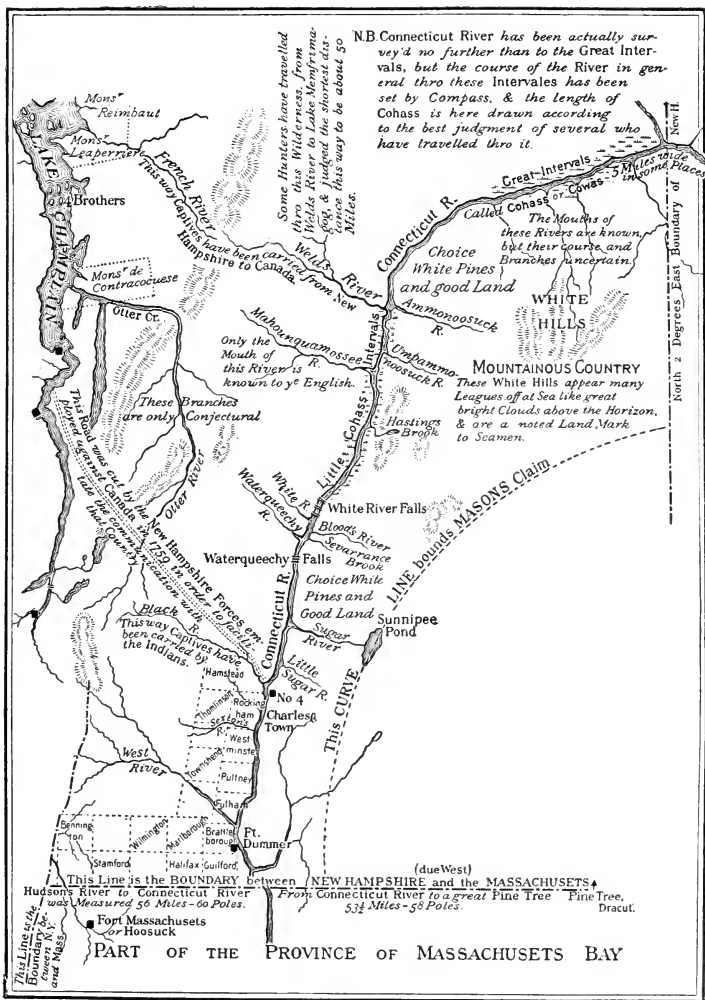 N.B. Connecticut River has been actually sur-
vey'd no further than to the Great Inter-
vals, but the course of the River in gen-
eral thro these Intervales has been
set by Compass, & the length of
Cohass is here drawn according
to the best judgment of several who
have travelled thro it.
Some Hunters have travelled
thro this Wilderness, from
Welds River to Lake Memfrima-
gog, & judged the shortest dis-
tance this way to be about 50
Miles.
Monsr
Reimbaut
Monsr
Leaperriere
LAKE CHAMPLAIN
4 Brothers
French River
This way Captives have been carried from New
Hampshire to Canada.
Welds River
Connecticut R.
Great Intervals
Called Cohass or Cowas
5 Miles wide
in some Places
New H.
North 2 Degrees East Boundary of
The Mouths of
these Rivers are known,
but their course and
Branches uncertain.
Choice
White Pines
and good Land
WHITE
HILLS
Monsr de
Contracocuese
Otter Cr.
Ammonoosuck
R.
Mahounquamossee
R.
Only the
Mouth of
this River is
known to ye English.
Umpammo-
noosuck R.
MOUNTAINOUS COUNTRY
These White Hills appear many
Leagues off at Sea like great
bright Clouds above the Horizon,
& are a noted Land Mark
to Seamen.
These Branches
are only Conjectural
Little Cohass Intervals
Hastings
Brook
Otter River
This Road was cut by the New Hampshire Forces em-
ployed against Canada in 1759 in order to facili-
tate the communication with
that Country
White R.
Waterqueechy
R.
White River Falls
Blood's River
Sevarrance
Brook
LINE bounds MASON'S Claim
This CURVE
Waterqueechy Falls
Connecticut R.
Choice White
Pines and
Good Land
Sunnipee
Pond
Sugar
River
Black
R.
This way Captives have
been carried by
the Indians.
Little
Sugar R.
Hamstead
Thomlinson
Rocking
ham
No 4
Charles
Town
Sexton's
R.
West
minster
Townshend
Pultney
West
River
Fulham
Benning
ton
Wilmington
Marlborough
Brattle
borough
Ft.
Dummer
Stamford
Halifax
Guilford
(due West)
This Line is the BOUNDARY between NEW HAMPSHIRE and the MASSACHUSETS
Hudson's River to Connecticut River
was Measured 56 Miles-60 Poles.
From Connecticut River to a great Pine Tree
53½ Miles-58 Poles.
Pine Tree,
Dracut.
This Line is the
Boundary be-
tween N.Y.
and Mass.
Fort Massachusets
or Hoosuck
PART OF THE PROVINCE OF MASSACHUSETS BAY